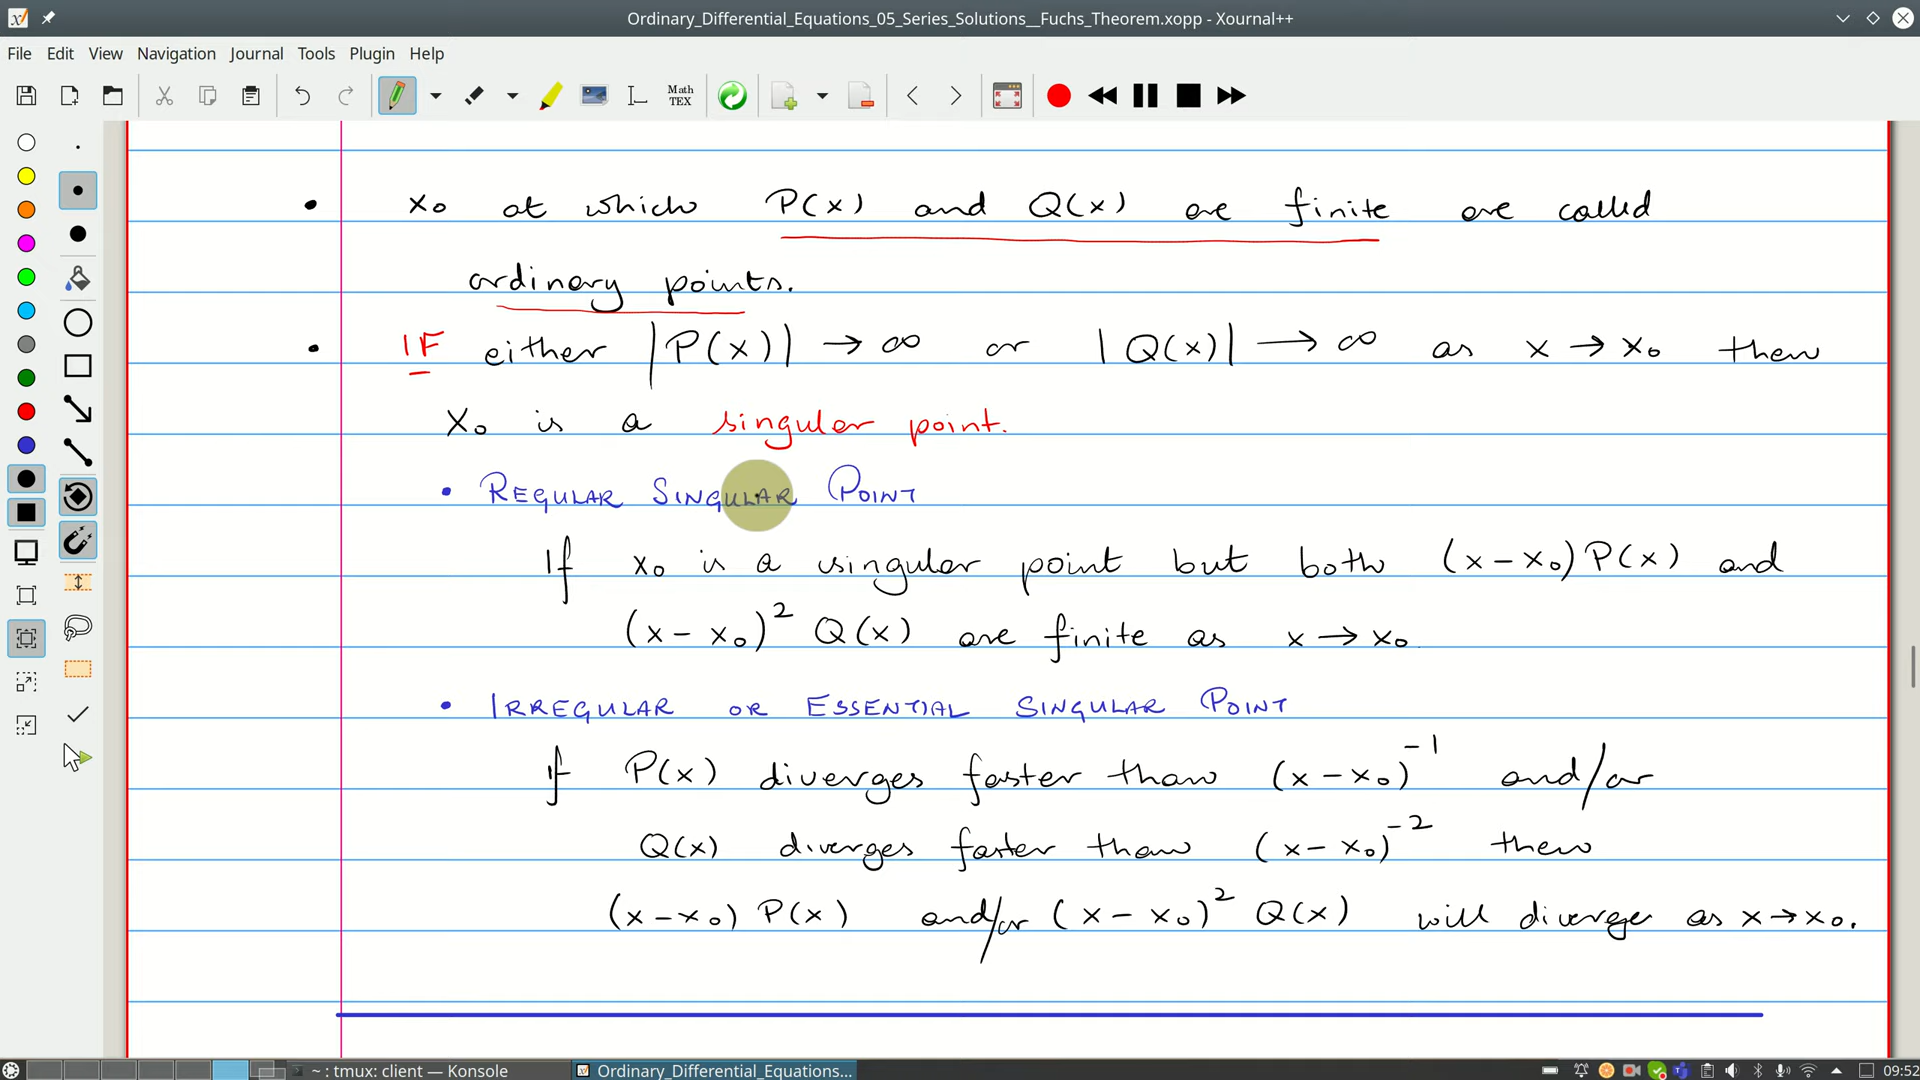 Ordinary_Differential_Equations_05_Series_Solutions__Fuchs_Theorem.xopp - Xournal++
File Edit View Navigation Journal Tools Plugin Help
Math TEX
• x₀ at which P(x) and Q(x) are finite are called
ordinary points.
• IF either |P(x)| → ∞ or |Q(x)| → ∞ as x → x₀ then
x₀ is a singular point.
• REGULAR SINGULAR POINT
If x₀ is a singular point but both (x-x₀)P(x) and
(x-x₀)² Q(x) are finite as x → x₀.
• IRREGULAR OR ESSENTIAL SINGULAR POINT
If P(x) diverges faster than (x-x₀)⁻¹ and/or
Q(x) diverges faster than (x-x₀)⁻² then
(x-x₀) P(x) and/or (x-x₀)² Q(x) will diverge as x→x₀.
~ : tmux: client — Konsole
Ordinary_Differential_Equations...
09:52